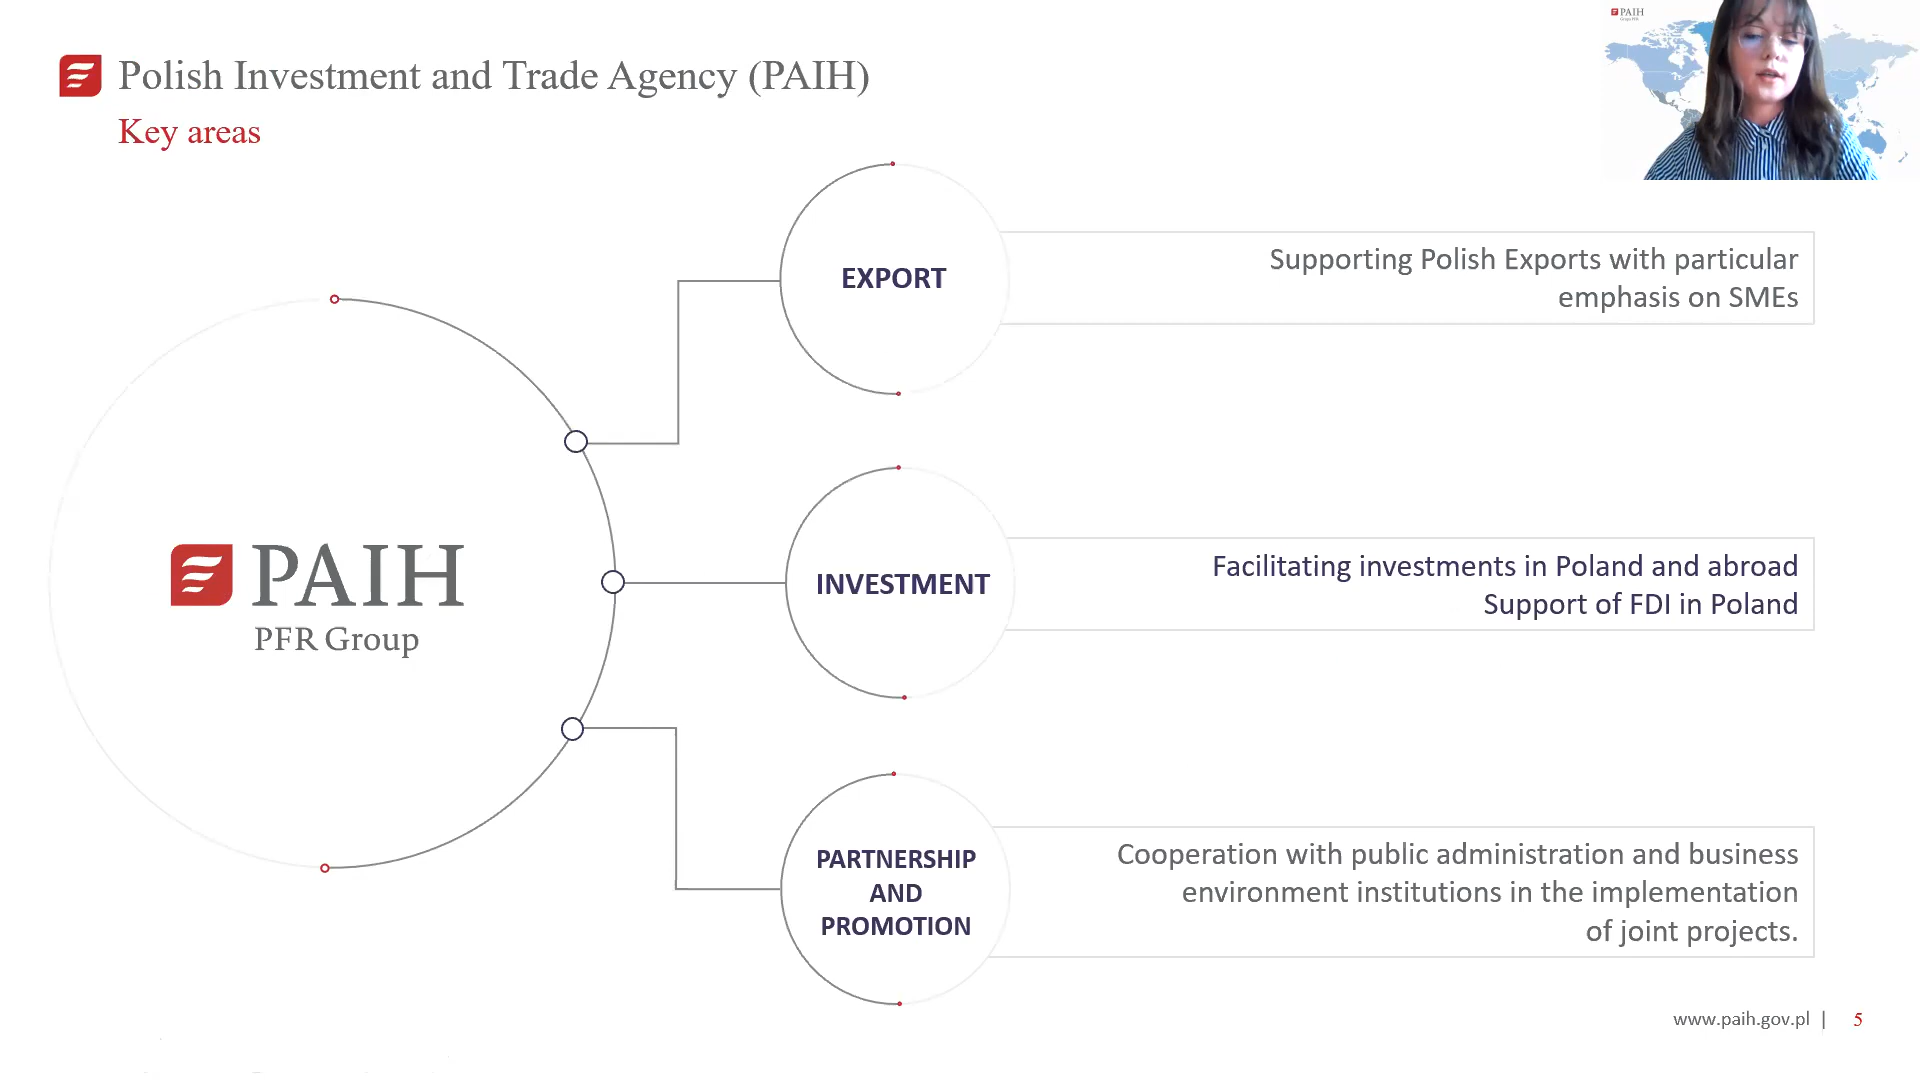 Polish Investment and Trade Agency (PAIH)
Key areas
PAIH
EXPORT
Supporting Polish Exports with particular
emphasis on SMEs
PAIH
PFR Group
INVESTMENT
Facilitating investments in Poland and abroad
Support of FDI in Poland
PARTNERSHIP
AND
PROMOTION
Cooperation with public administration and business
environment institutions in the implementation
of joint projects.
www.paih.gov.pl | 5